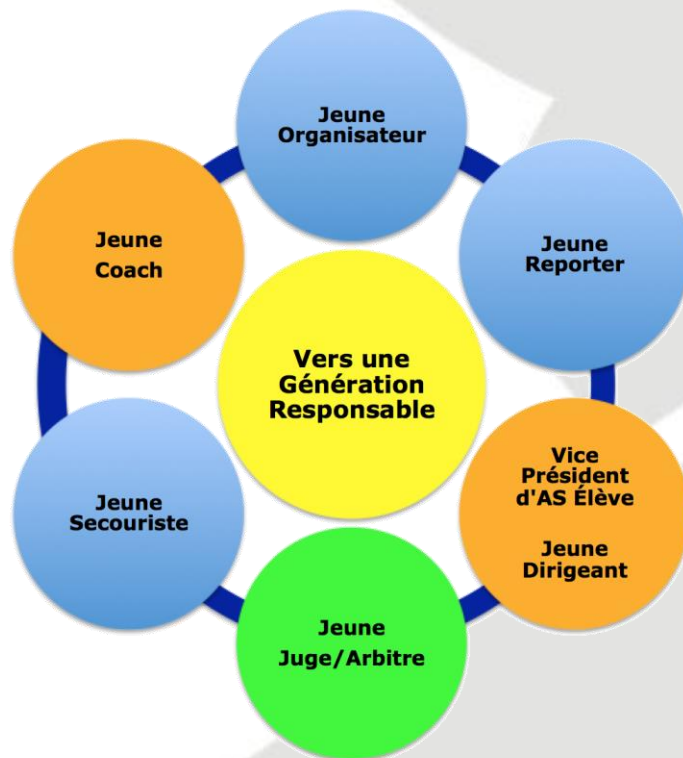 Jeune
Organisateur
Jeune
Coach
Jeune
Reporter
Vers une
Génération
Responsable
Jeune
Secouriste
Vice
Président
d'AS Élève
Jeune
Dirigeant
Jeune
Juge/Arbitre